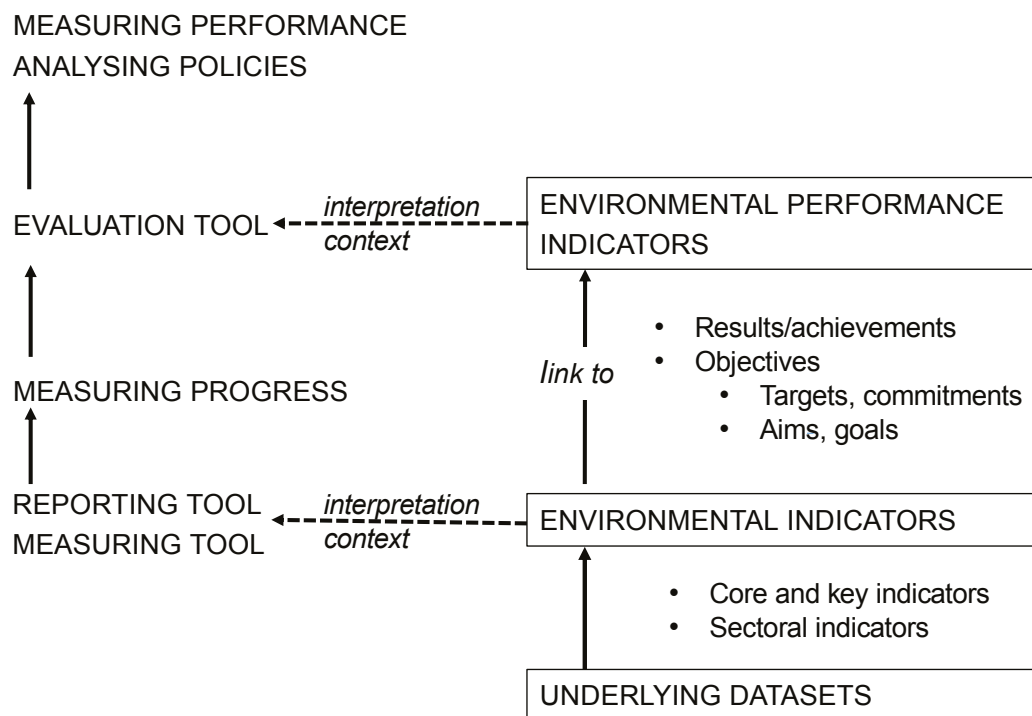 MEASURING PERFORMANCE
ANALYSING POLICIES
EVALUATION TOOL
interpretation
context
ENVIRONMENTAL PERFORMANCE
INDICATORS
• Results/achievements
• Objectives
• Targets, commitments
• Aims, goals
link to
MEASURING PROGRESS
REPORTING TOOL
MEASURING TOOL
interpretation
context
ENVIRONMENTAL INDICATORS
• Core and key indicators
• Sectoral indicators
UNDERLYING DATASETS